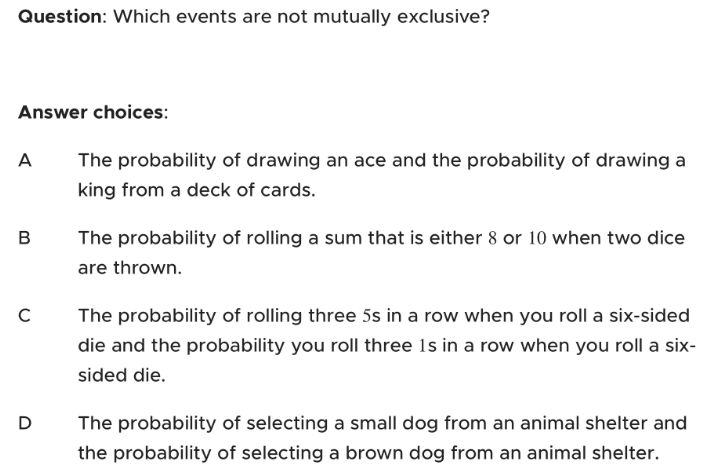 Question: Which events are not mutually exclusive?
Answer choices:
A The probability of drawing an ace and the probability of drawing a
king from a deck of cards.
B The probability of rolling a sum that is either 8 or 10 when two dice
are thrown.
C The probability of rolling three 5s in a row when you roll a six-sided
die and the probability you roll three 1s in a row when you roll a six-
sided die.
D The probability of selecting a small dog from an animal shelter and
the probability of selecting a brown dog from an animal shelter.